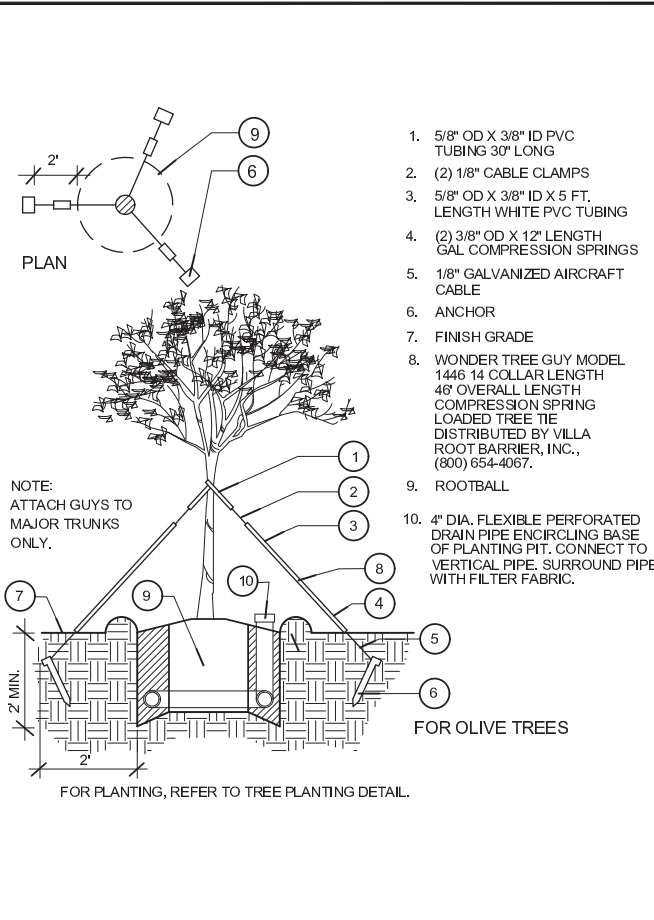 9
6
2'
PLAN
NOTE:
ATTACH GUYS TO
MAJOR TRUNKS
ONLY.
1
2
3
8
4
7
9
10
5
6
2' MIN.
2'
FOR OLIVE TREES
FOR PLANTING, REFER TO TREE PLANTING DETAIL.
1. 5/8" OD X 3/8" ID PVC
TUBING 30" LONG
2. (2) 1/8" CABLE CLAMPS
3. 5/8" OD X 3/8" ID X 5 FT.
LENGTH WHITE PVC TUBING
4. (2) 3/8" OD X 12" LENGTH
GAL COMPRESSION SPRINGS
5. 1/8" GALVANIZED AIRCRAFT
CABLE
6. ANCHOR
7. FINISH GRADE
8. WONDER TREE GUY MODEL
1446 14 COLLAR LENGTH
46' OVERALL LENGTH
COMPRESSION SPRING
LOADED TREE TIE
DISTRIBUTED BY VILLA
ROOT BARRIER, INC.,
(800) 654-4067.
9. ROOTBALL
10. 4" DIA. FLEXIBLE PERFORATED
DRAIN PIPE ENCIRCLING BASE
OF PLANTING PIT. CONNECT TO
VERTICAL PIPE. SURROUND PIPE
WITH FILTER FABRIC.